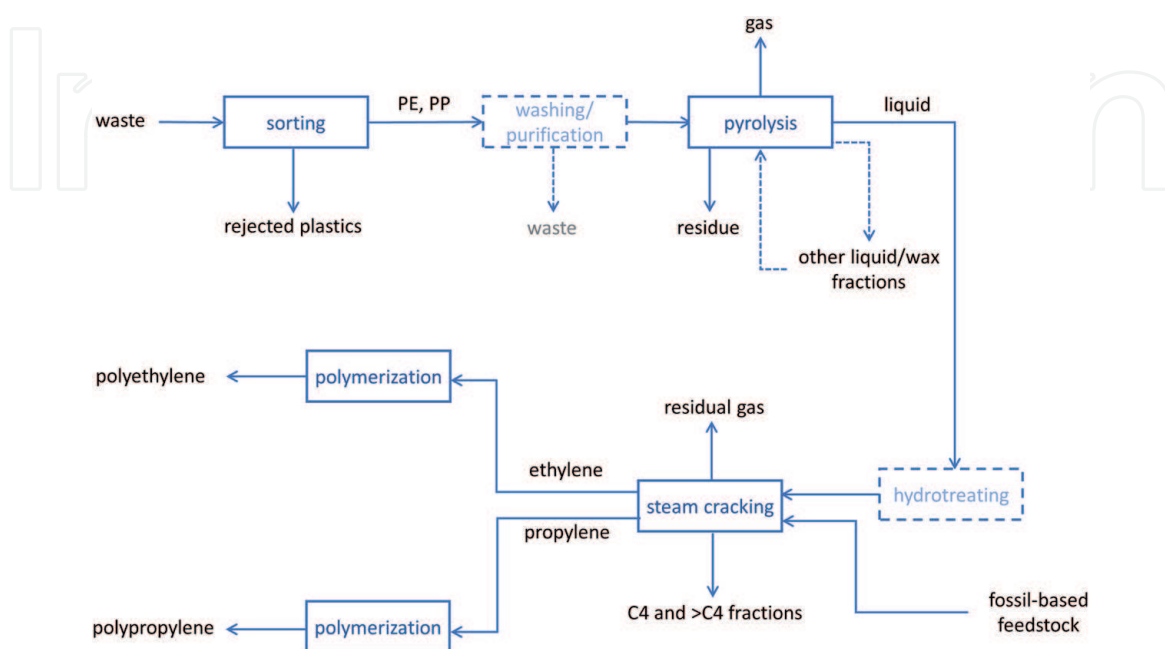 gas
waste
sorting
PE, PP
washing/
purification
pyrolysis
liquid
rejected plastics
waste
residue
other liquid/wax
fractions
polyethylene
polymerization
residual gas
ethylene
steam cracking
hydrotreating
propylene
polypropylene
polymerization
C4 and >C4 fractions
fossil-based
feedstock